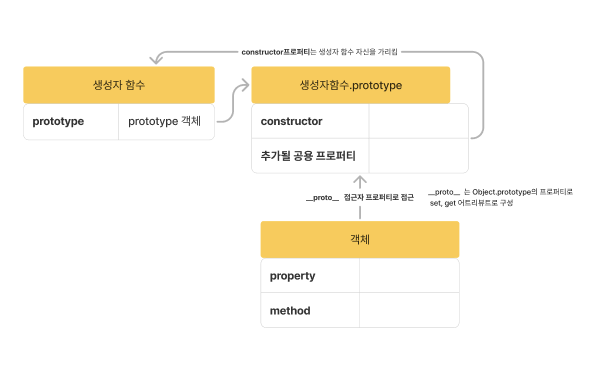 constructor프로퍼티는 생성자 함수 자신을 가리킴
생성자 함수
prototype
prototype 객체
생성자함수.prototype
constructor
추가될 공용 프로퍼티
__proto__ 접근자 프로퍼티로 접근
__proto__ 는 Object.prototype의 프로퍼티로
set, get 어트리뷰트로 구성
객체
property
method